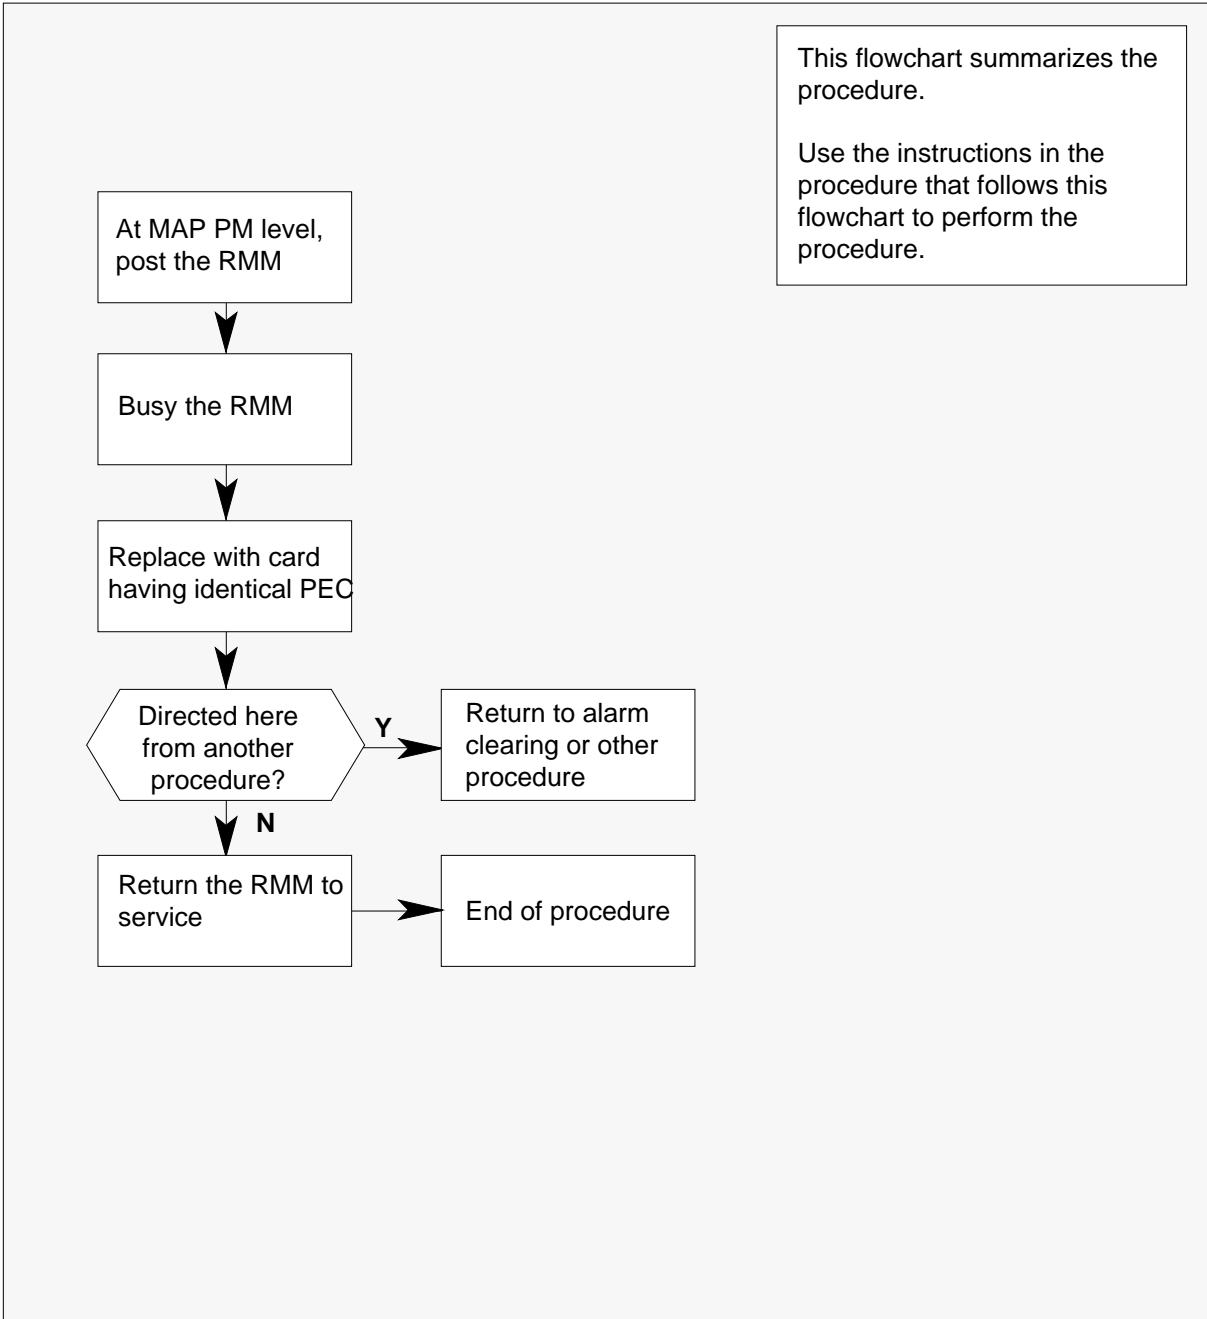 This flowchart summarizes the
procedure.
Use the instructions in the
procedure that follows this
flowchart to perform the
procedure.
At MAP PM level,
post the RMM
Busy the RMM
Replace with card
having identical PEC
Directed here
from another
procedure?
Y
Return to alarm
clearing or other
procedure
N
Return the RMM to
service
End of procedure